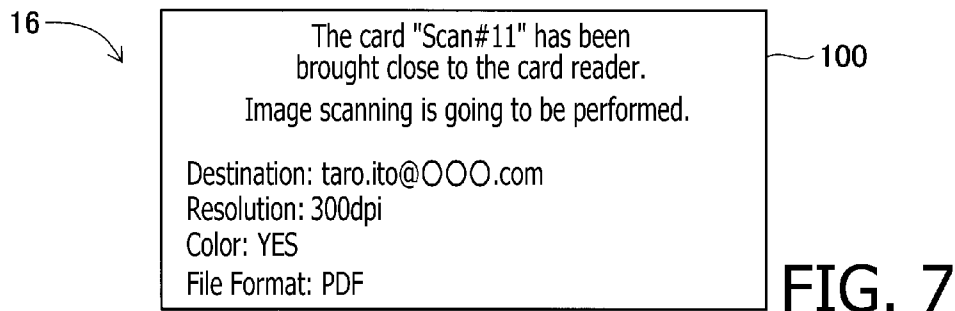 16
The card "Scan#11" has been
brought close to the card reader.
100
Image scanning is going to be performed.
Destination: taro.ito@○○○.com
Resolution: 300dpi
Color: YES
File Format: PDF
FIG. 7